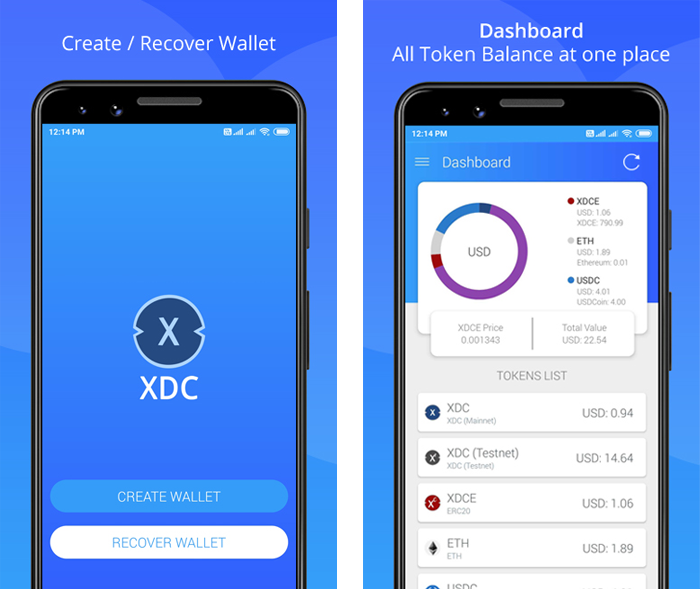 Create / Recover Wallet
12:14 PM
X
XDC
CREATE WALLET
RECOVER WALLET
Dashboard
All Token Balance at one place
12:14 PM
Dashboard
USD
XDCE
USD: 1.06
XDCE: 790.99
ETH
USD: 1.89
Ethereum: 0.01
USDC
USD: 4.01
USDCoin: 4.00
XDCE Price
0.001343
Total Value
USD: 22.54
TOKENS LIST
X
XDC
XDC (Mainnet)
USD: 0.94
X
XDC (Testnet)
XDC (Testnet)
USD: 14.64
XDCE
ERC20
USD: 1.06
ETH
ETH
USD: 1.89
USDC